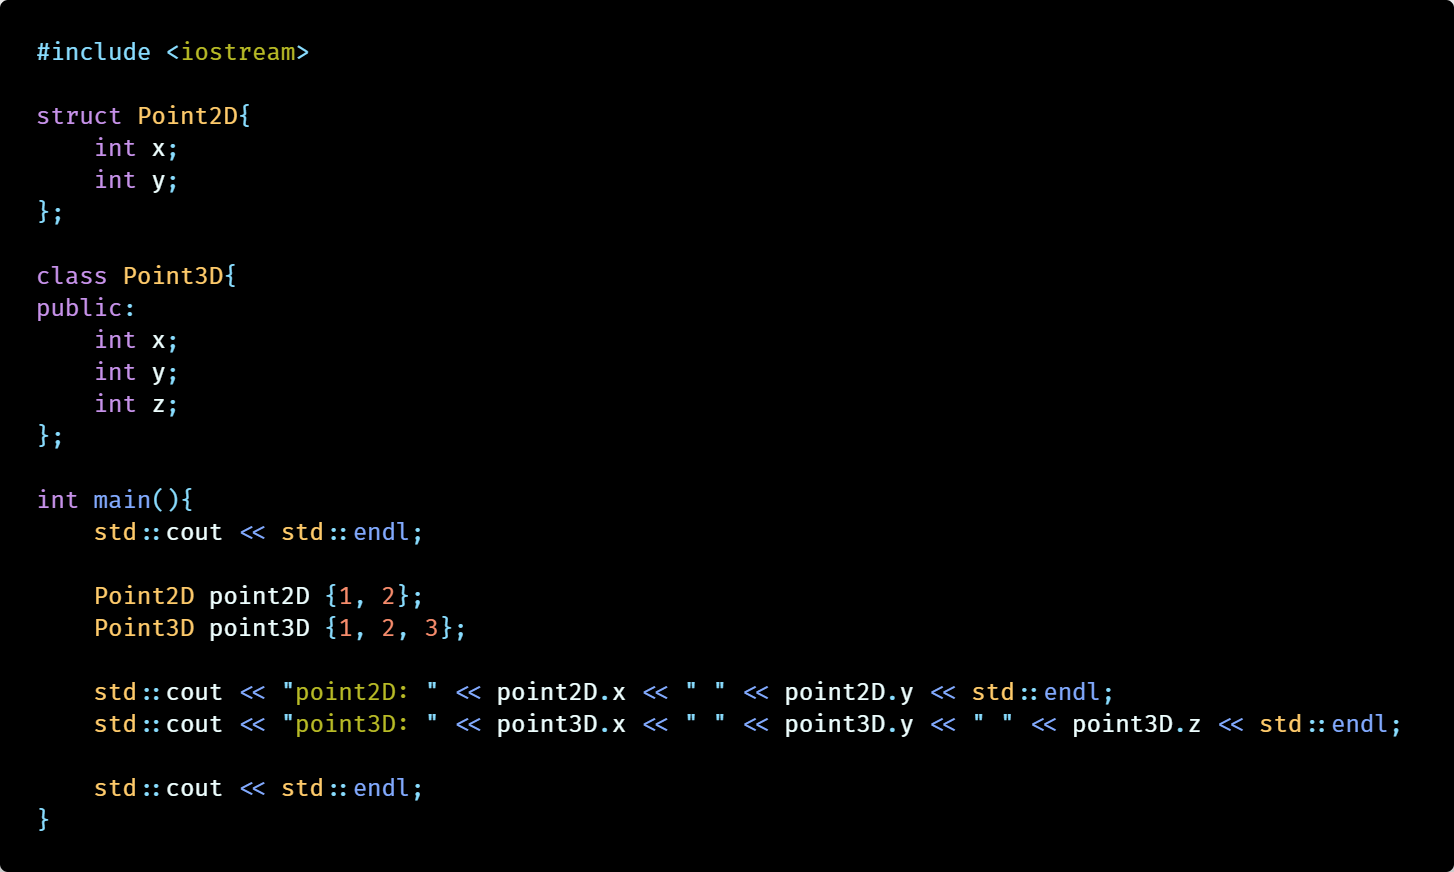 #include <iostream>
struct Point2D{
    int x;
    int y;
};
class Point3D{
public:
    int x;
    int y;
    int z;
};
int main(){
    std::cout << std::endl;
    Point2D point2D {1, 2};
    Point3D point3D {1, 2, 3};
    std::cout << "point2D: " << point2D.x << " " << point2D.y << std::endl;
    std::cout << "point3D: " << point3D.x << " " << point3D.y << " " << point3D.z << std::endl;
    std::cout << std::endl;
}